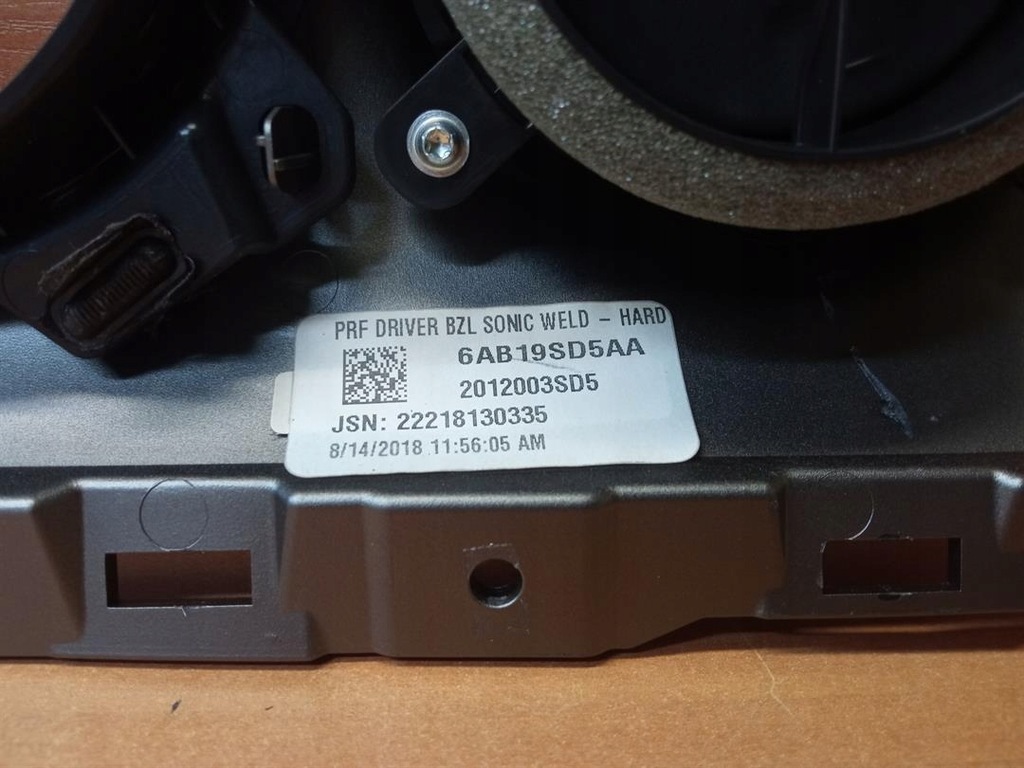 PRF DRIVER BZL SONIC WELD - HARD
6AB19SD5AA
2012003SD5
JSN: 22218130335
8/14/2018 11:56:05 AM